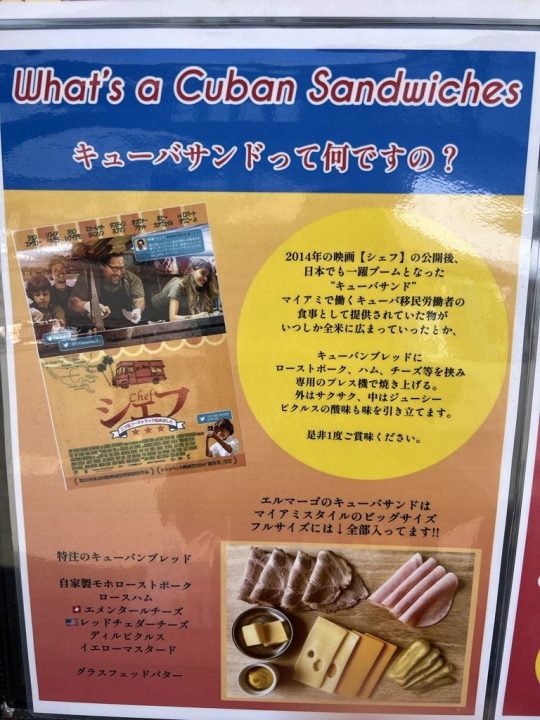 What's a Cuban Sandwiches
キューバサンドって何ですの？
2014年の映画【シェフ】の公開後、
日本でも一躍ブームとなった
“キューバサンド”
マイアミで働くキューバ移民労働者の
食事として提供されていた物が
いつしか全米に広まっていったとか、
キューバンブレッドに
ローストポーク、ハム、チーズ等を挟み
専用のプレス機で焼き上げる。
外はサクサク、中はジューシー
ピクルスの酸味も味を引き立てます。
是非1度ご賞味ください。
Chef
シェフ
エルマーゴのキューバサンドは
マイアミスタイルのビッグサイズ
フルサイズには↓全部入ってます!!
特注のキューバンブレッド
自家製モホローストポーク
ロースハム
エメンタールチーズ
レッドチェダーチーズ
ディルピクルス
イエローマスタード
グラスフェッドバター